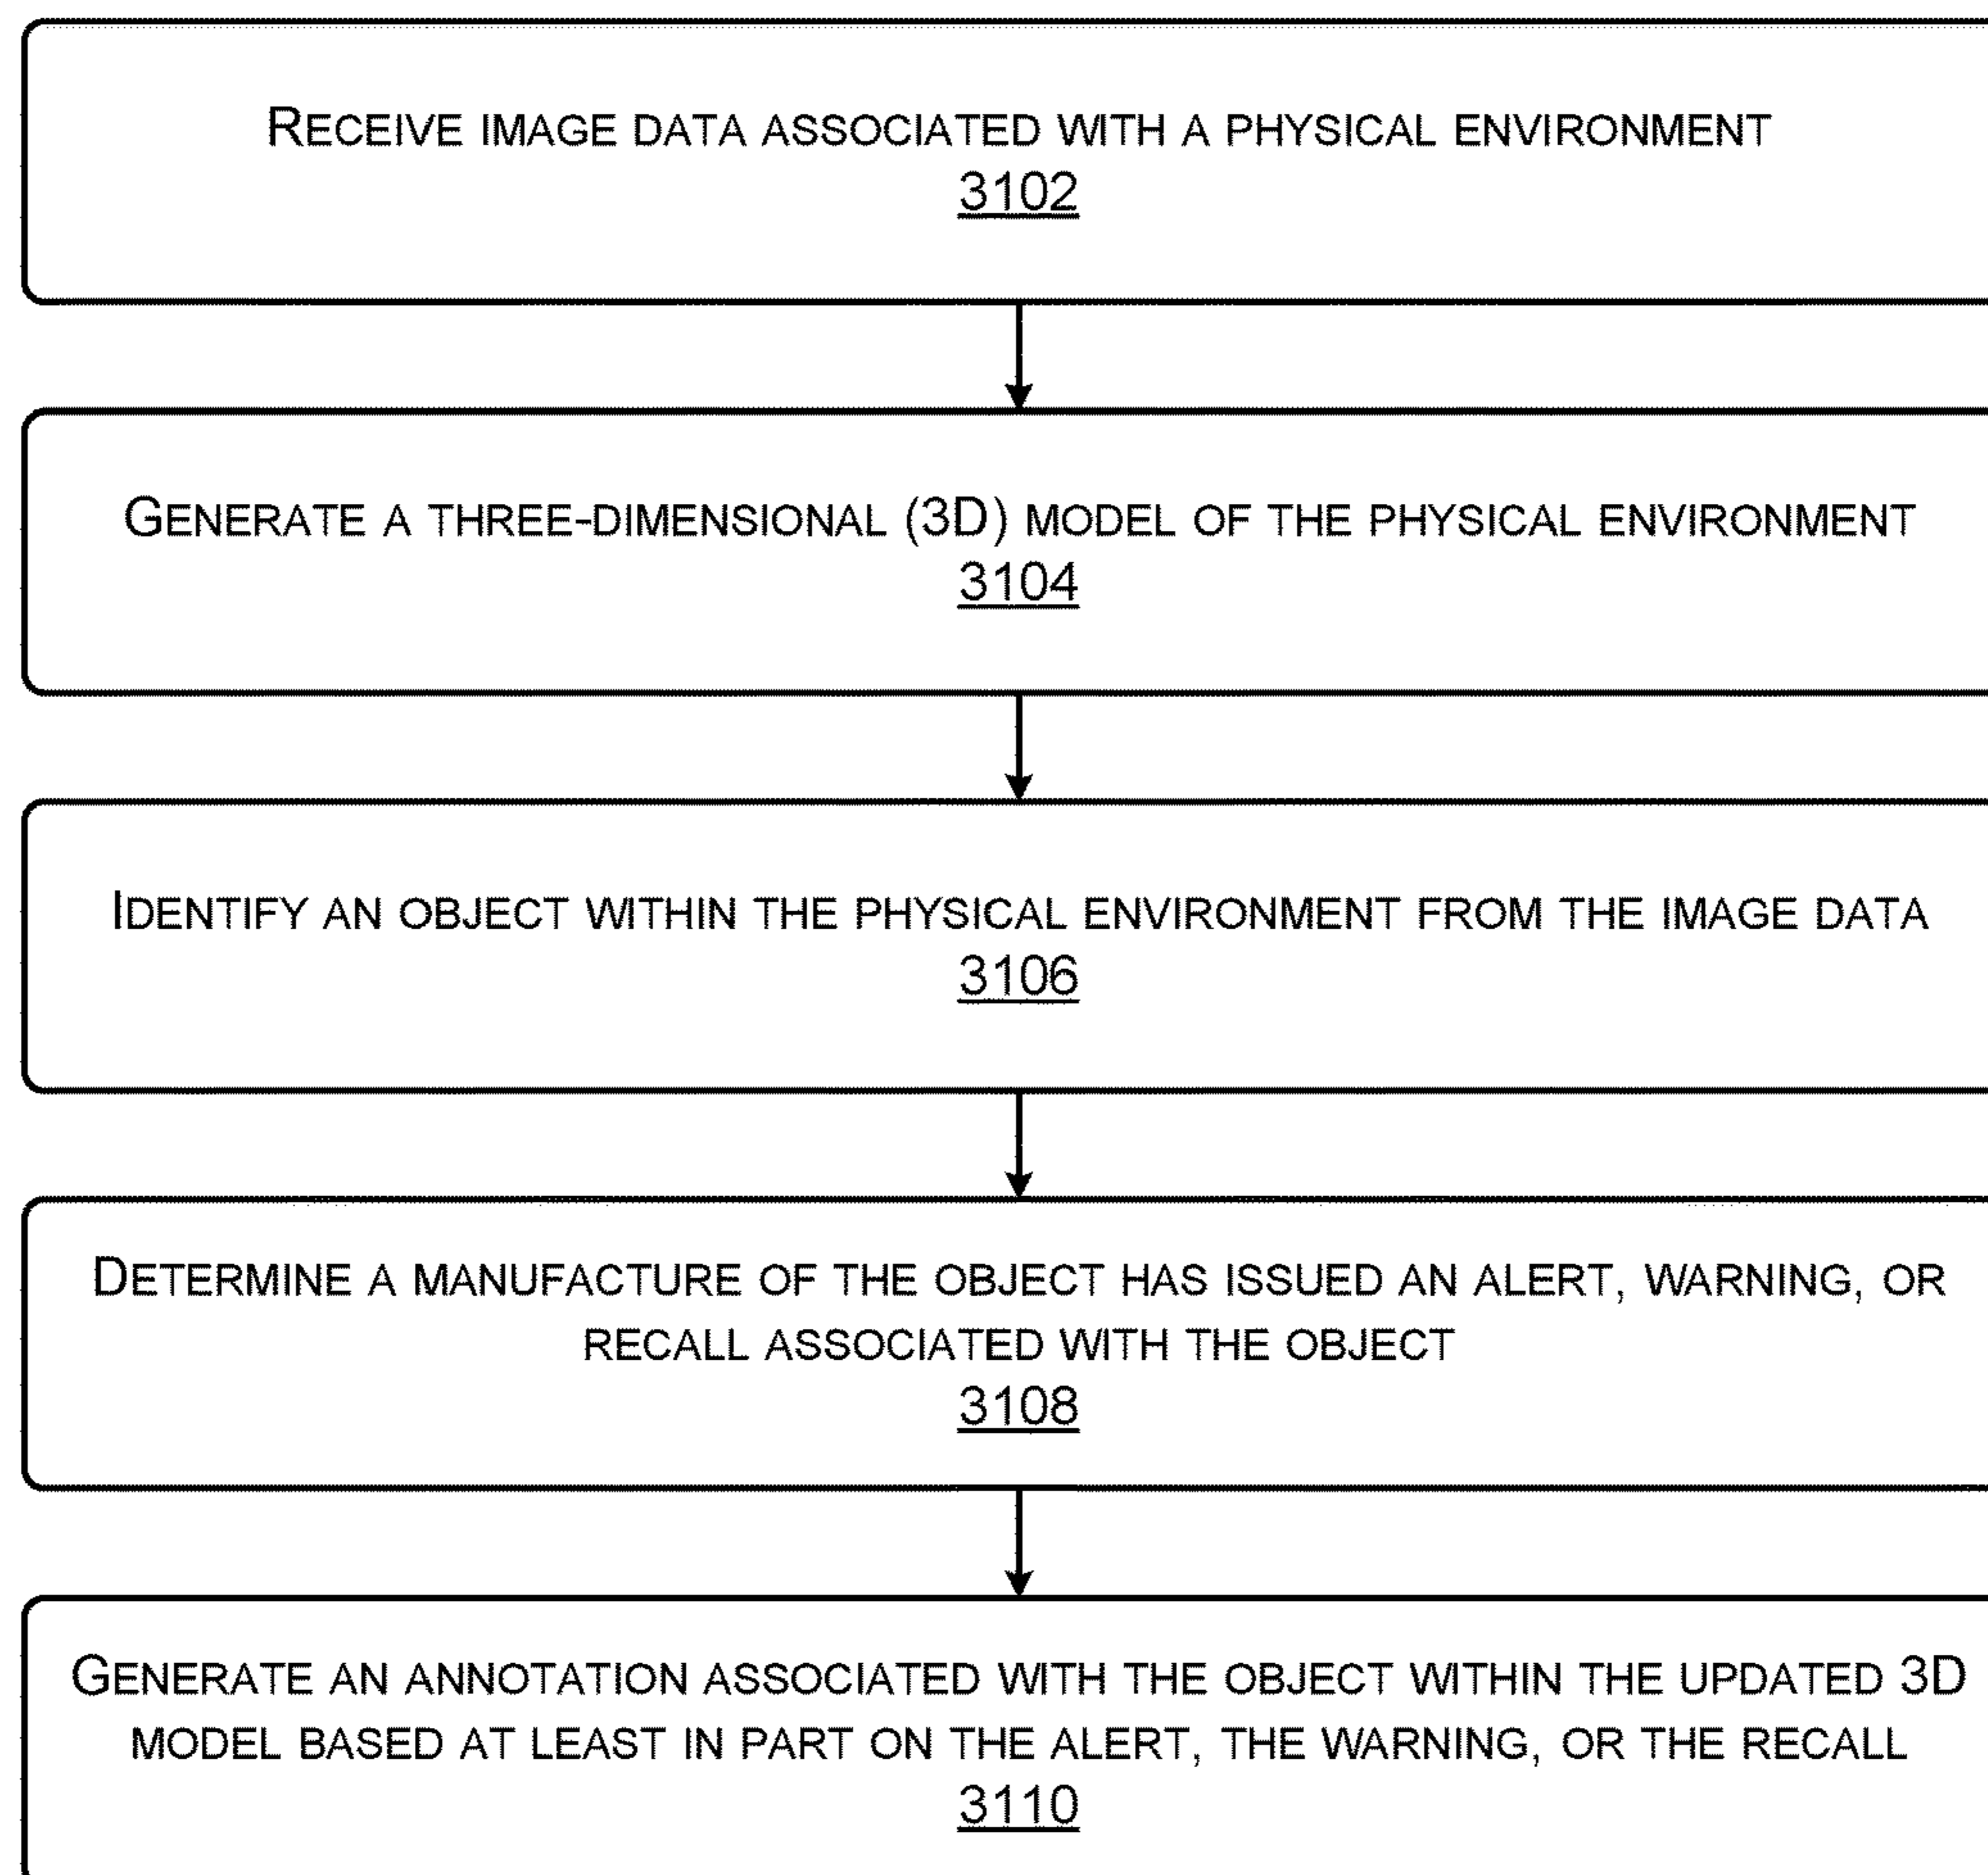 RECEIVE IMAGE DATA ASSOCIATED WITH A PHYSICAL ENVIRONMENT
3102
GENERATE A THREE-DIMENSIONAL (3D) MODEL OF THE PHYSICAL ENVIRONMENT
3104
IDENTIFY AN OBJECT WITHIN THE PHYSICAL ENVIRONMENT FROM THE IMAGE DATA
3106
DETERMINE A MANUFACTURE OF THE OBJECT HAS ISSUED AN ALERT, WARNING, OR
RECALL ASSOCIATED WITH THE OBJECT
3108
GENERATE AN ANNOTATION ASSOCIATED WITH THE OBJECT WITHIN THE UPDATED 3D
MODEL BASED AT LEAST IN PART ON THE ALERT, THE WARNING, OR THE RECALL
3110